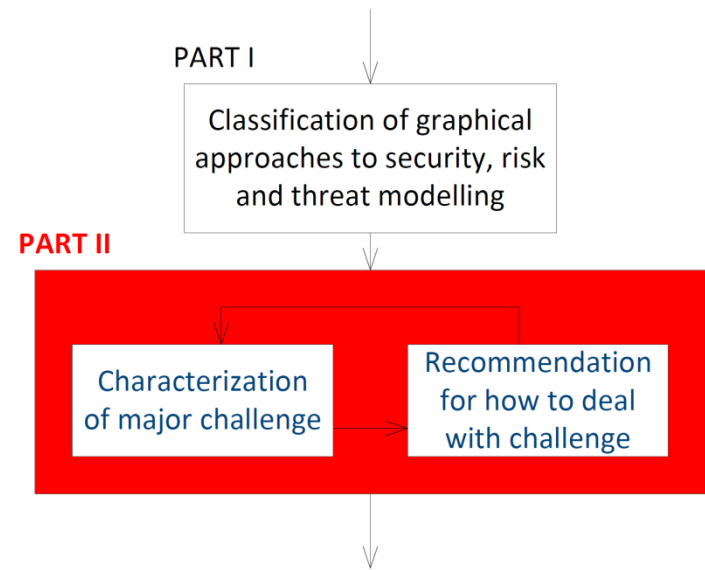 PART I
Classification of graphical
approaches to security, risk
and threat modelling
PART II
Characterization
of major challenge
Recommendation
for how to deal
with challenge